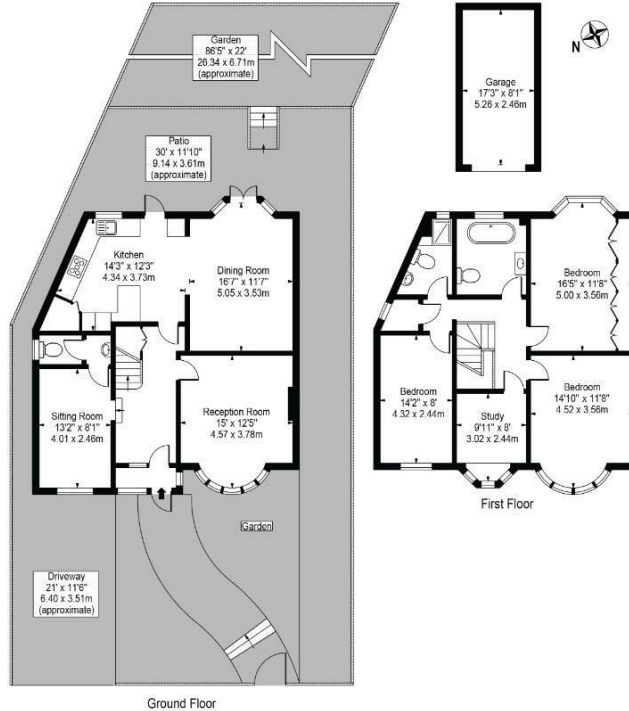 Garden
86'5" x 22'
26.34 x 6.71m
(approximate)
Garage
17'3" x 8'1"
5.26 x 2.46m
N
Patio
30' x 11'10"
9.14 x 3.61m
(approximate)
Kitchen
14'3" x 12'3"
4.34 x 3.73m
Dining Room
16'7" x 11'7"
5.05 x 3.53m
Bedroom
16'5" x 11'8"
5.00 x 3.56m
Sitting Room
13'2" x 8'1"
4.01 x 2.46m
Reception Room
15' x 12'5"
4.57 x 3.78m
Bedroom
14'2" x 8'
4.32 x 2.44m
Study
9'11" x 8'
3.02 x 2.44m
Bedroom
14'10" x 11'8"
4.52 x 3.56m
First Floor
Garden
Driveway
21' x 11'6"
6.40 x 3.51m
(approximate)
Ground Floor